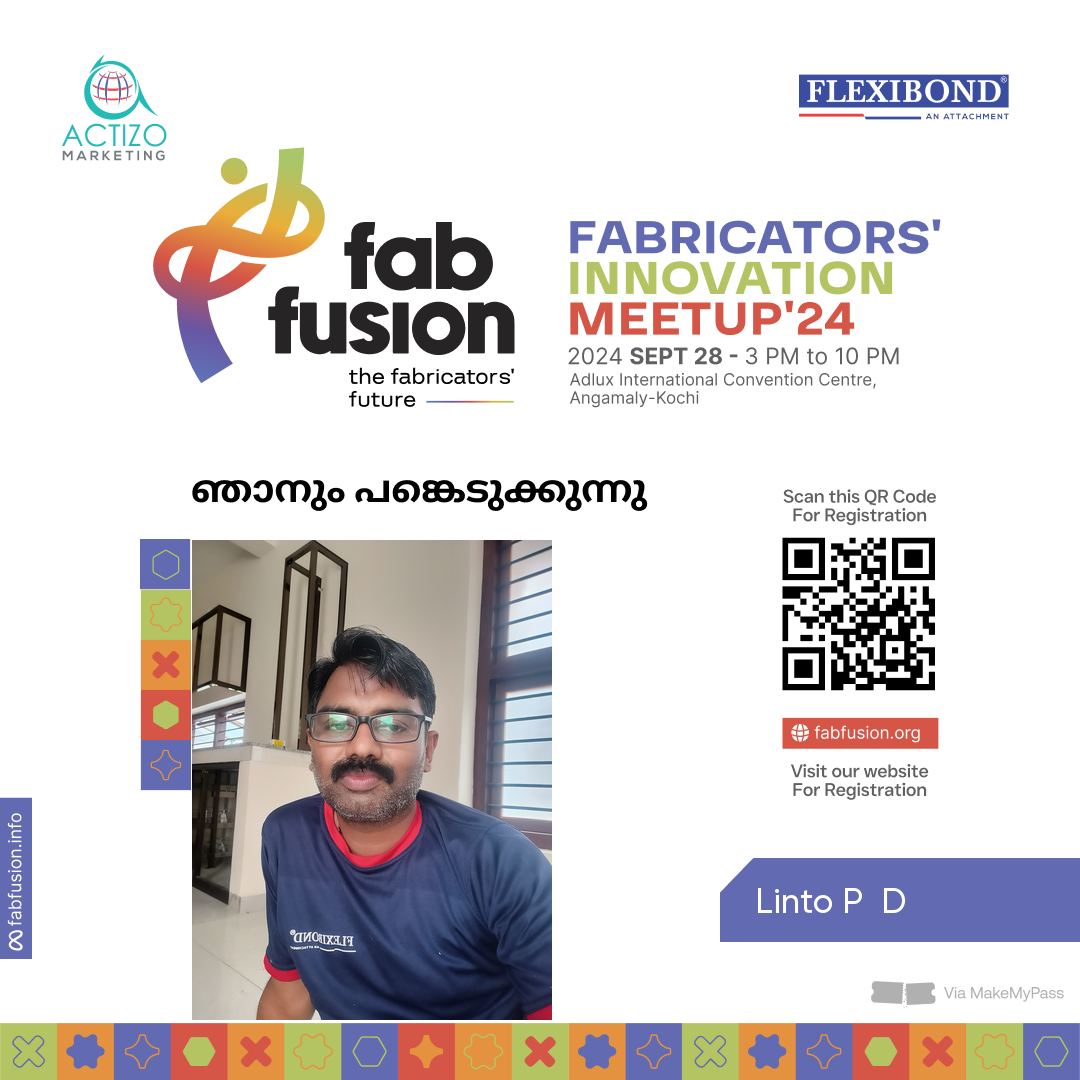 ACTIZO
MARKETING
FLEXIBOND®
AN ATTACHMENT
fab
fusion
the fabricators'
future
FABRICATORS'
INNOVATION
MEETUP'24
2024 SEPT 28 - 3 PM to 10 PM
Adlux International Convention Centre,
Angamaly-Kochi
ഞാനും പങ്കെടുക്കുന്നു
Scan this QR Code
For Registration
fabfusion.org
Visit our website
For Registration
fabfusion.info
FLEXIBOND®
Linto P D
Via MakeMyPass